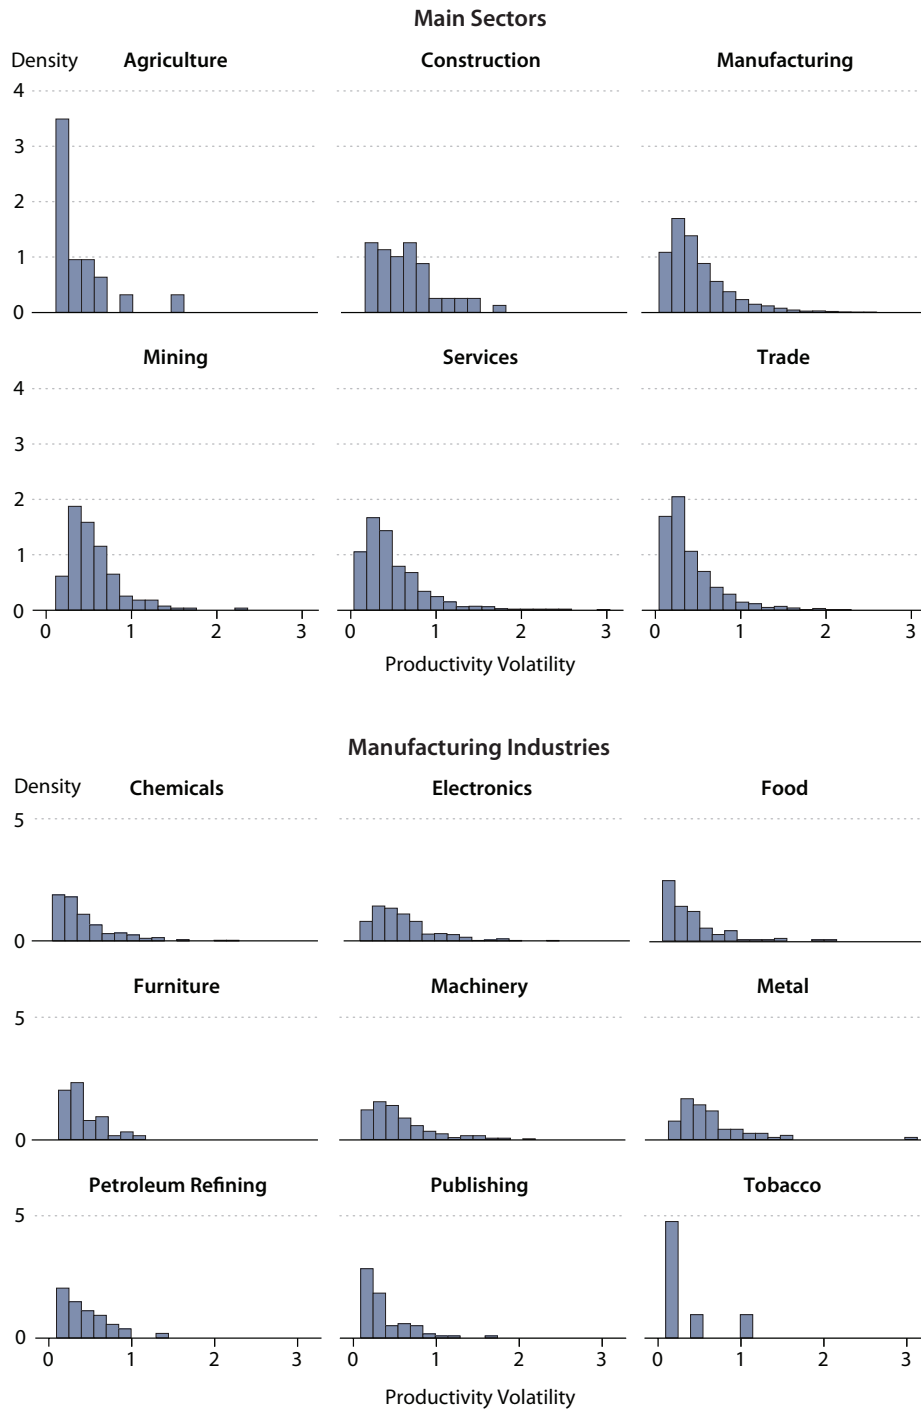 Main Sectors
Density Agriculture Construction Manufacturing
4
3
2
1
0
Mining Services Trade
4
3
2
1
0
0 1 2 3 0 1 2 3 0 1 2 3
Productivity Volatility
Manufacturing Industries
Density Chemicals Electronics Food
5
0
Furniture Machinery Metal
5
0
Petroleum Refining Publishing Tobacco
5
0
0 1 2 3 0 1 2 3 0 1 2 3
Productivity Volatility